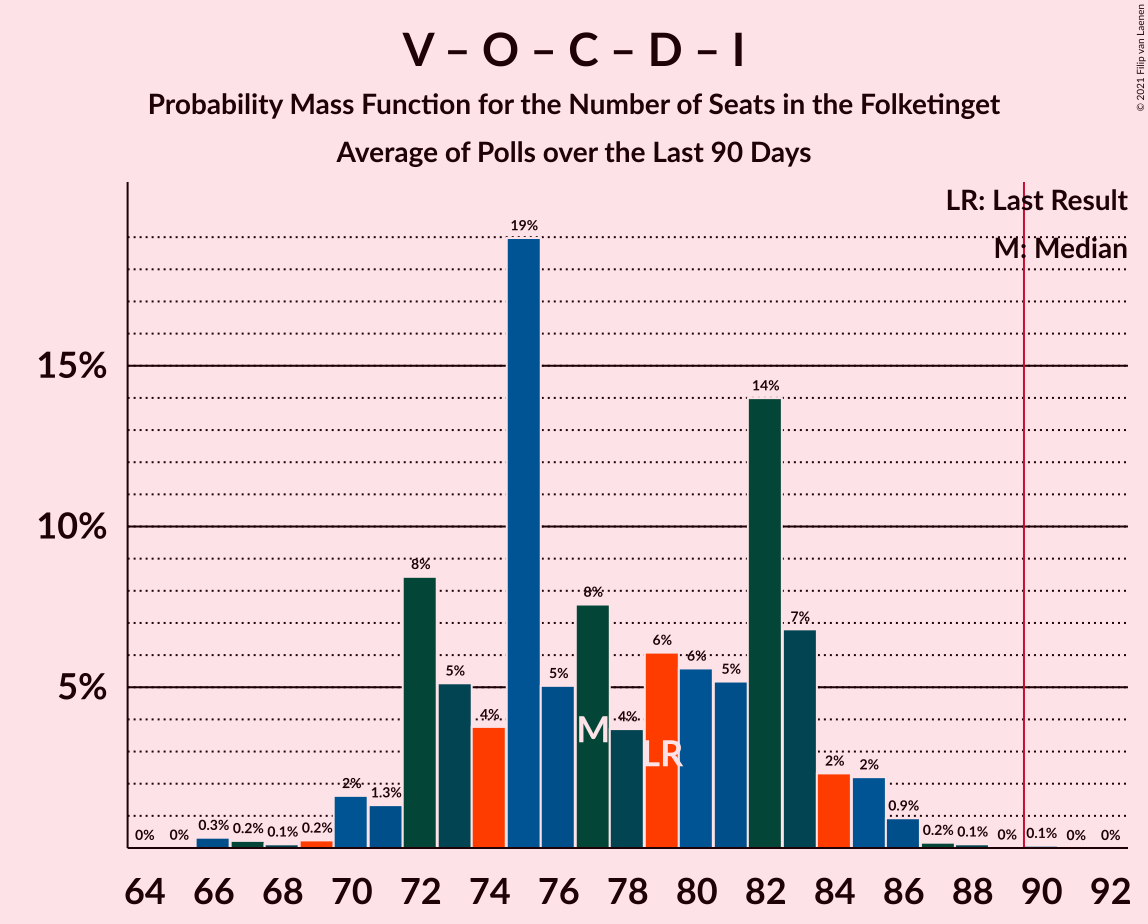 V – O – C – D – I
Probability Mass Function for the Number of Seats in the Folketinget
Average of Polls over the Last 90 Days
© 2021 Filip van Laenen
LR: Last Result
M: Median
15%
10%
5%
0% 0% 0.3% 0.2% 0.1% 0.2% 2% 1.3% 8% 5% 4% 19% 5% 8% 4% 6% 6% 5% 14% 7% 2% 2% 0.9% 0.2% 0.1% 0% 0.1% 0% 0%
M
LR
64 66 68 70 72 74 76 78 80 82 84 86 88 90 92